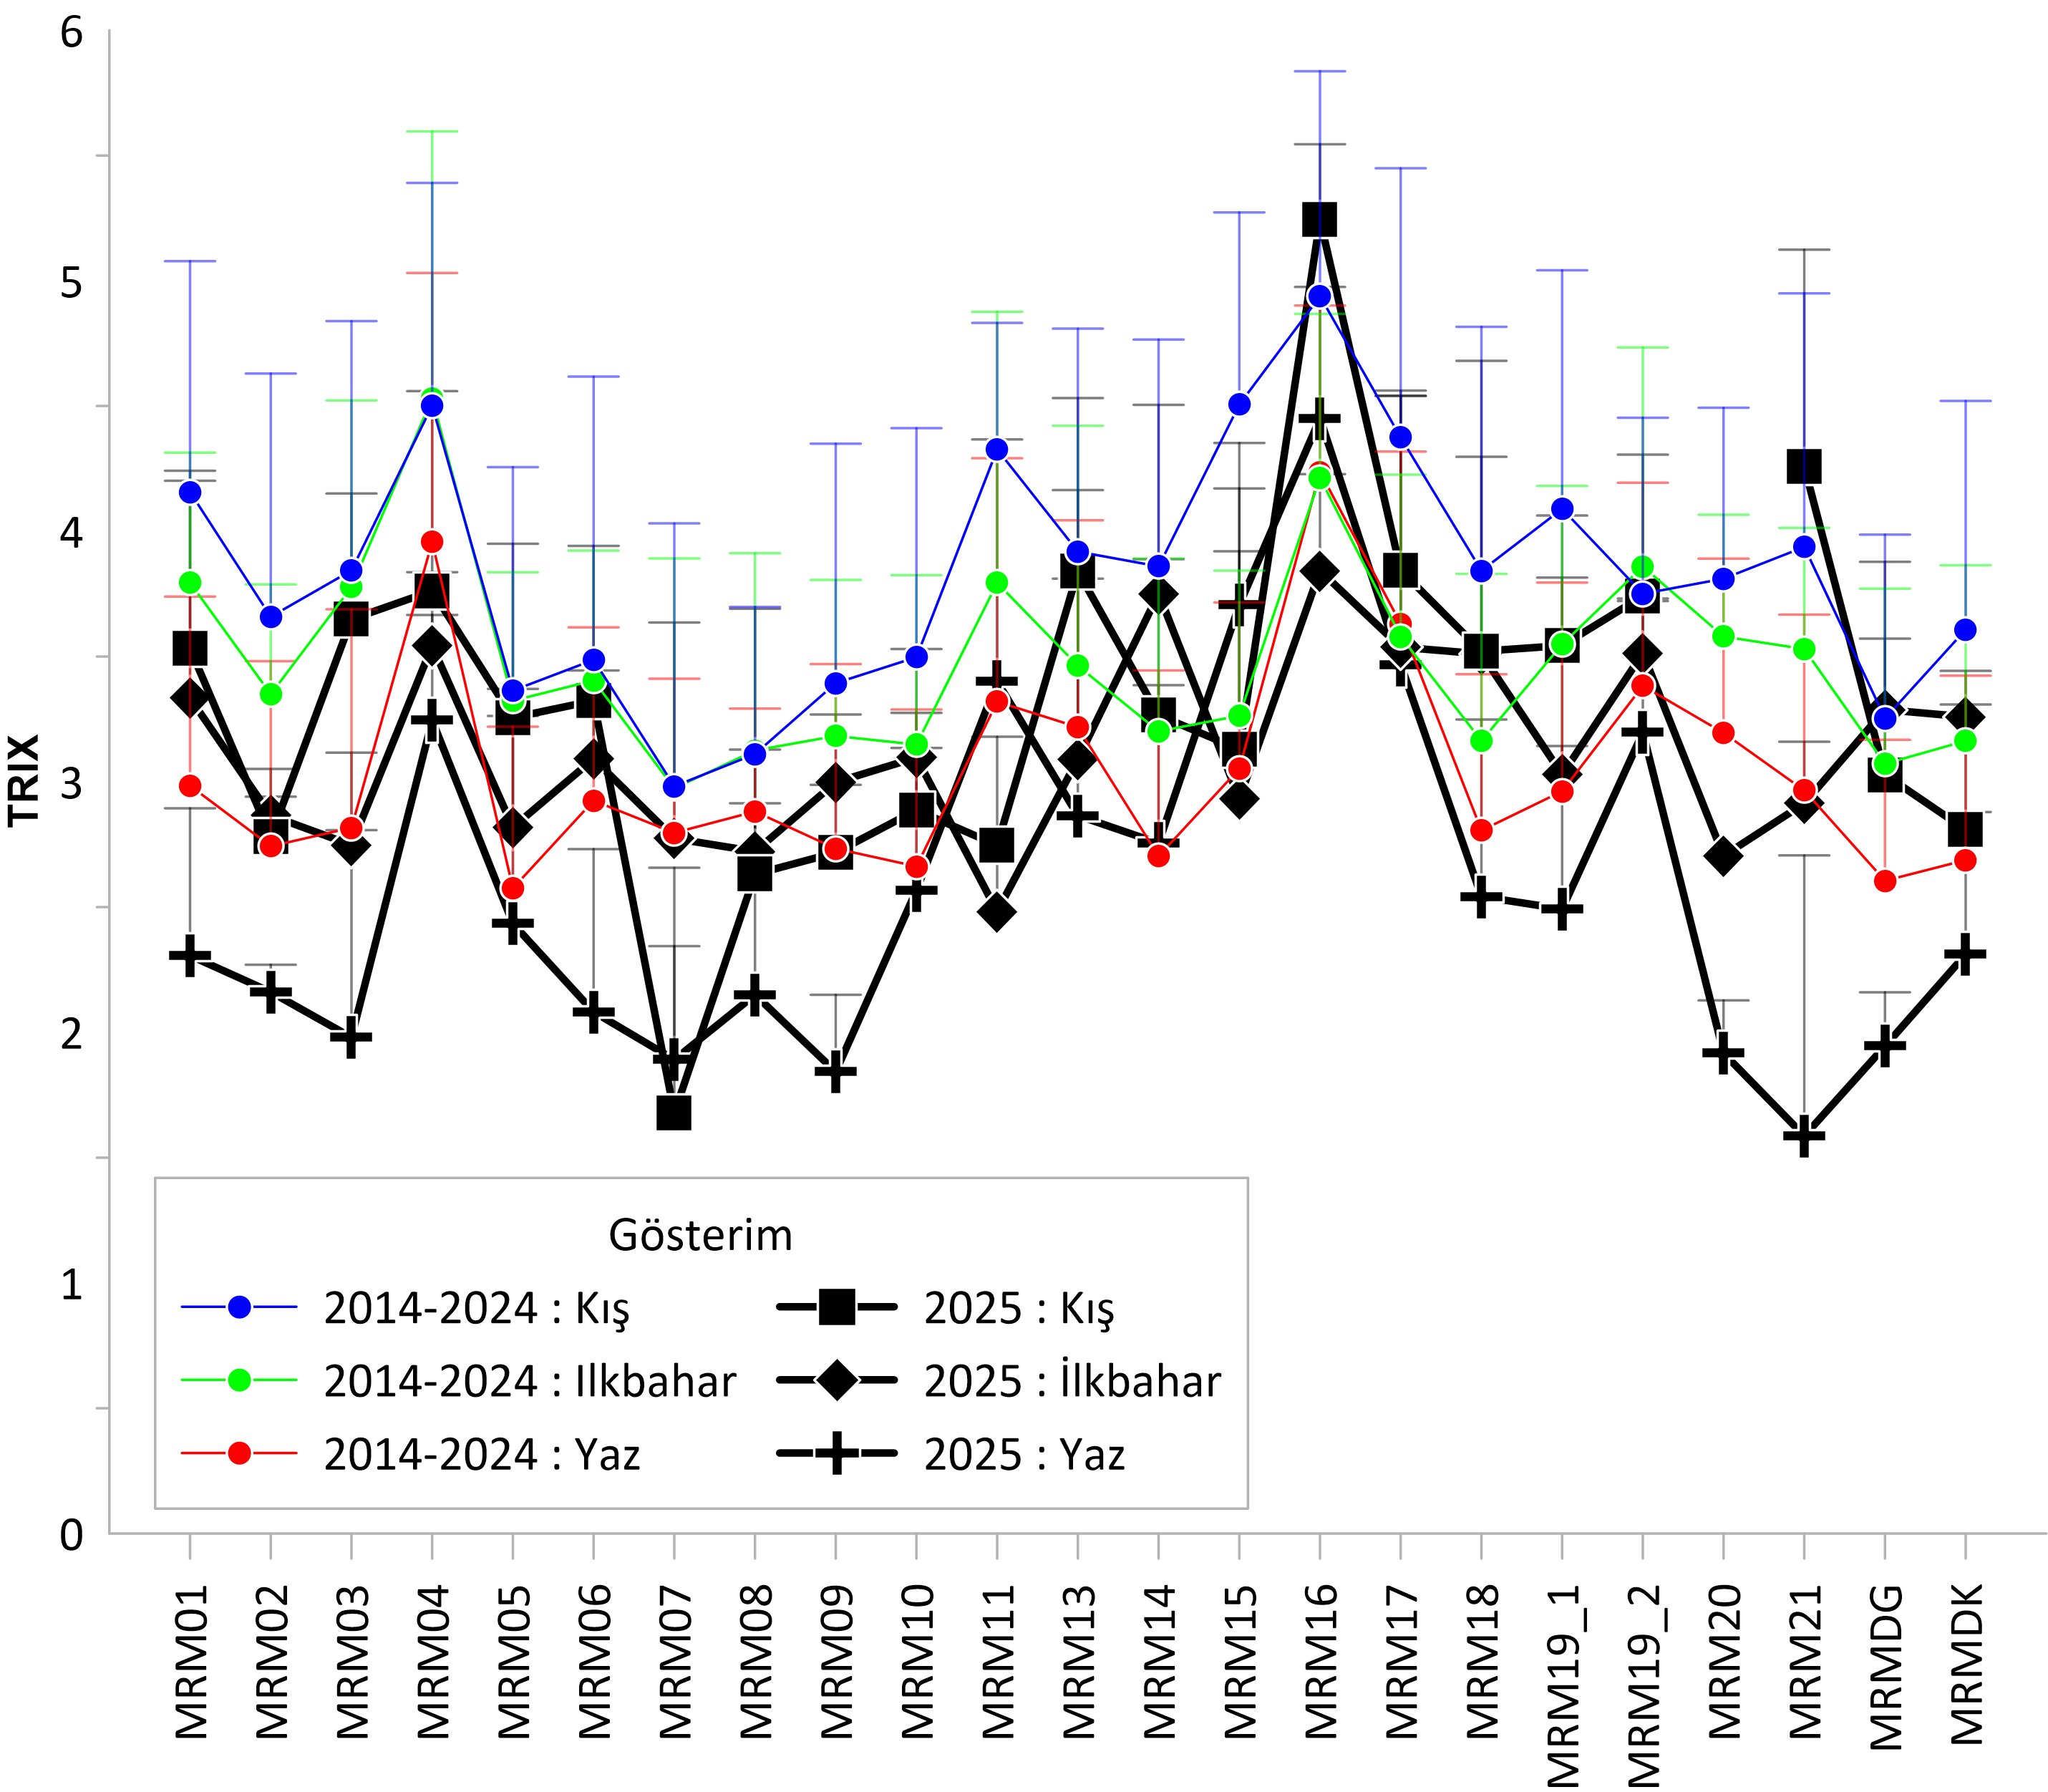 6
5
4
3
2
1
0
TRIX
Gösterim
2014-2024 : Kış
2025 : Kış
2014-2024 : Ilkbahar
2025 : İlkbahar
2014-2024 : Yaz
2025 : Yaz
MRM01
MRM02
MRM03
MRM04
MRM05
MRM06
MRM07
MRM08
MRM09
MRM10
MRM11
MRM13
MRM14
MRM15
MRM16
MRM17
MRM18
MRM19_1
MRM19_2
MRM20
MRM21
MRMDG
MRMDK